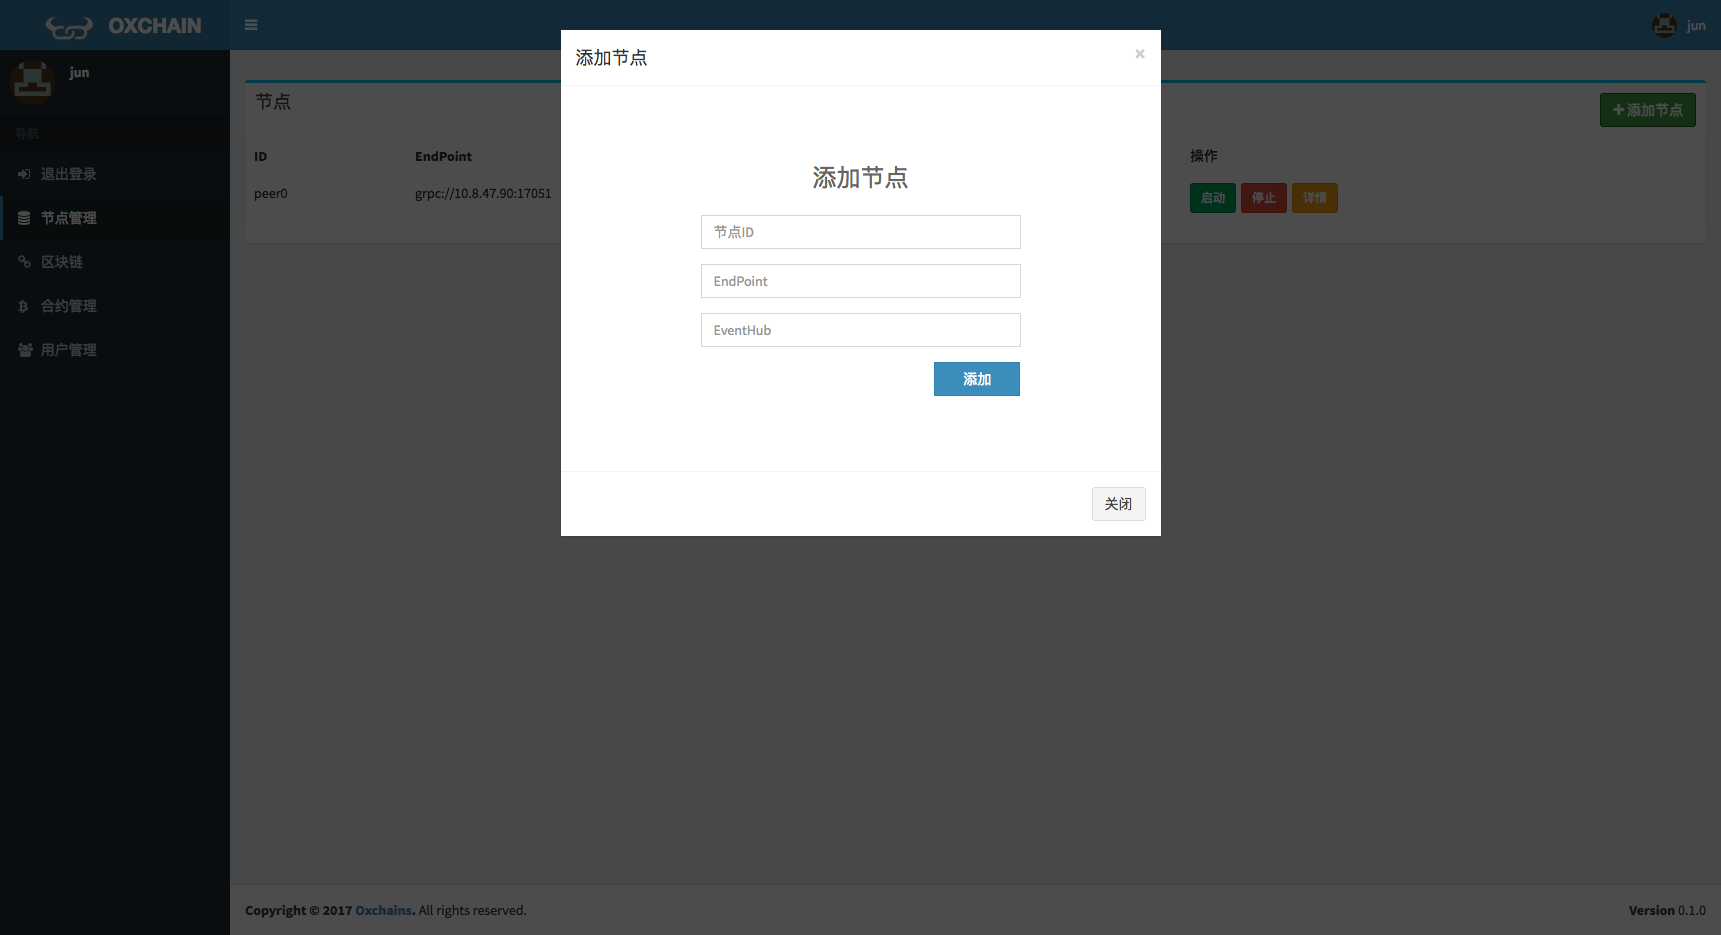 OXCHAIN
jun
jun
导航
退出登录
节点管理
区块链
合约管理
用户管理
节点
添加节点
ID
EndPoint
操作
peer0
grpc://10.8.47.90:17051
启动
停止
详情
添加节点
×
添加节点
节点ID
EndPoint
EventHub
添加
关闭
Copyright © 2017 Oxchains. All rights reserved.
Version 0.1.0